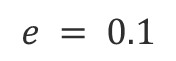 e = 0.1